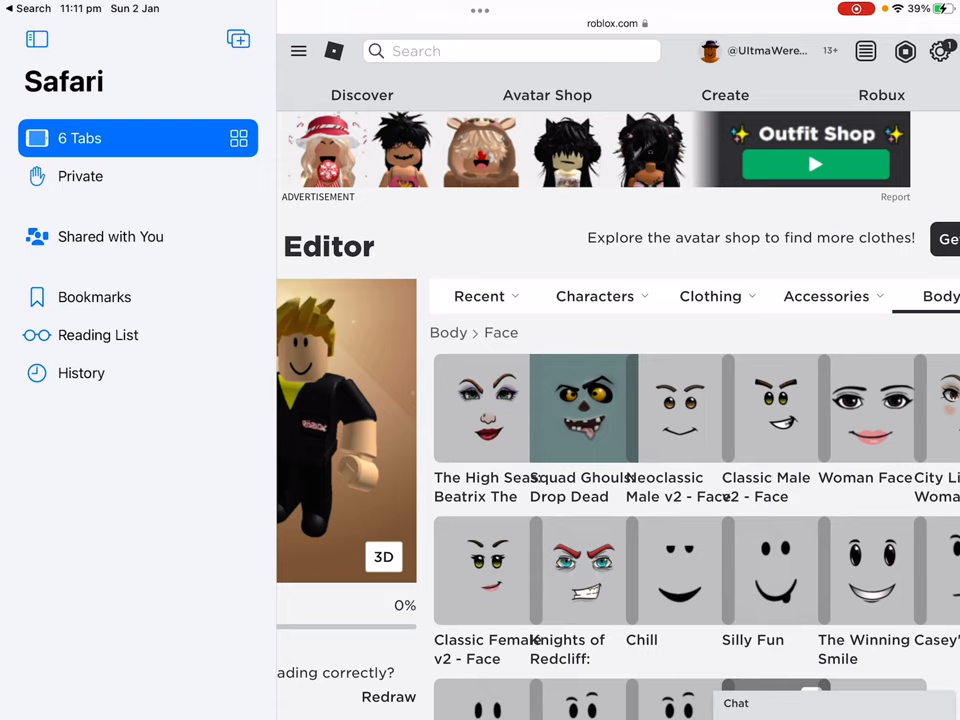 Search 11:11 pm Sun 2 Jan
39%
roblox.com
Safari
6 Tabs
Private
Shared with You
Bookmarks
Reading List
History
Search
@UltmaWere... 13+
1
Discover Avatar Shop Create Robux
Outfit Shop
ADVERTISEMENT Report
Editor
Explore the avatar shop to find more clothes!
Ge
Recent Characters Clothing Accessories Body
Body > Face
The High Seas:
Beatrix The
Squad Ghouls:
Drop Dead
Neoclassic
Male v2 - Face
Classic Male
v2 - Face
Woman Face
City Li
Woma
3D
0%
ading correctly?
Redraw
Classic Female
v2 - Face
Knights of
Redcliff:
Chill
Silly Fun
The Winning
Smile
Casey'
Chat